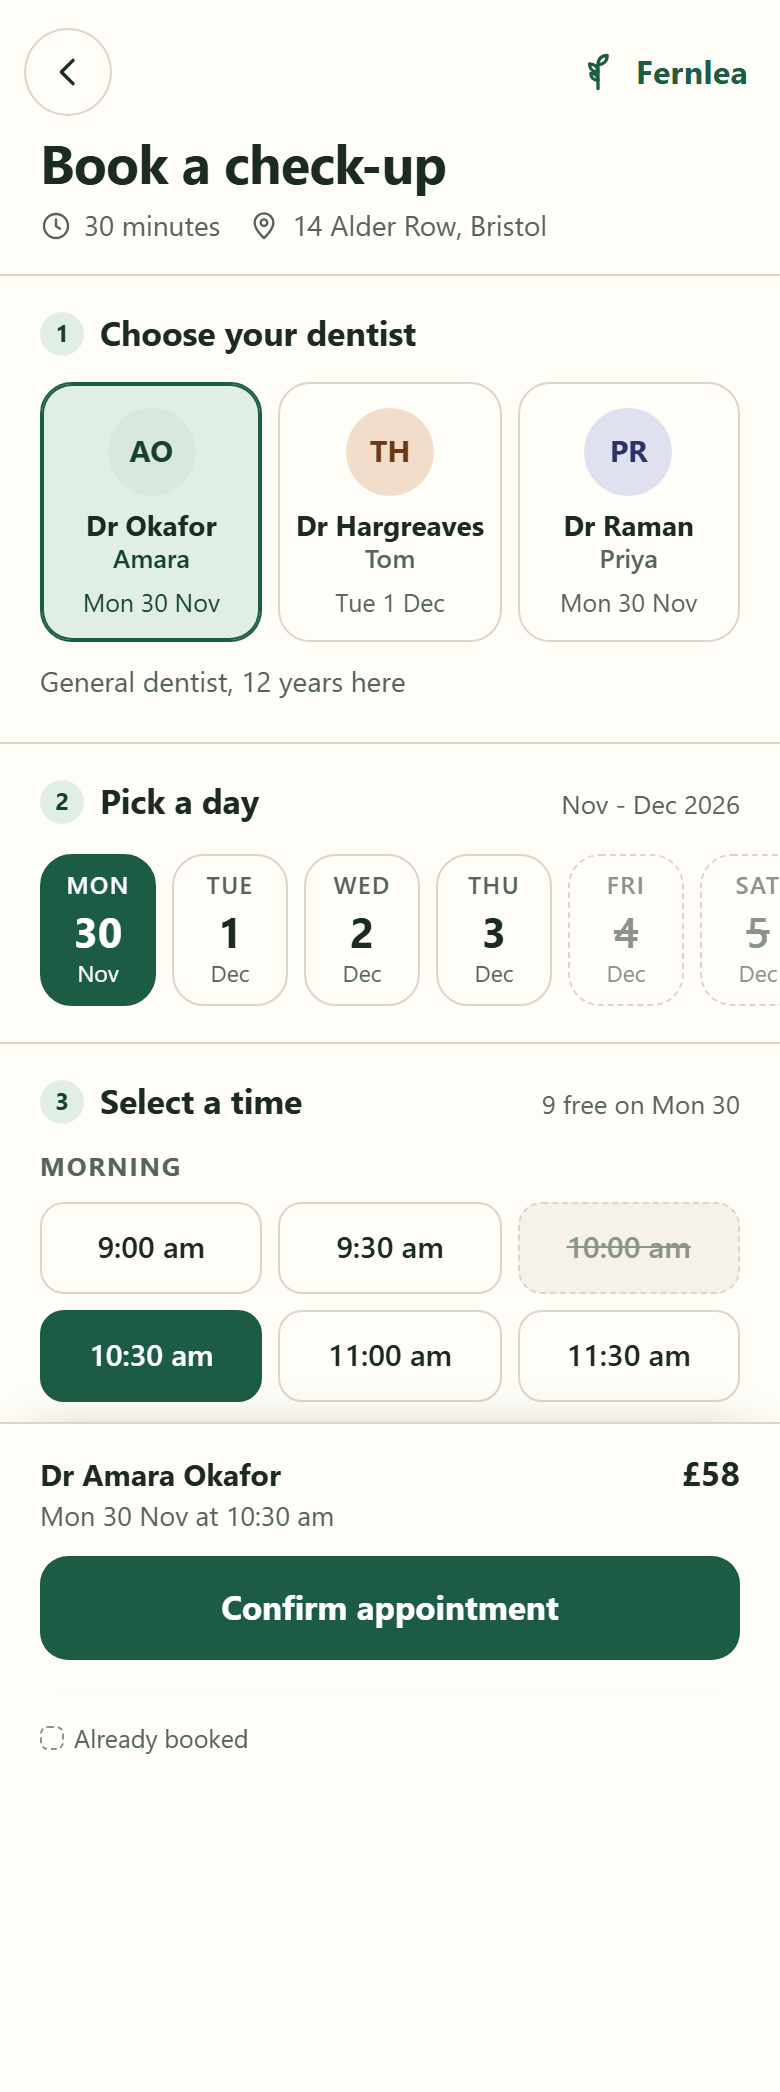 Fernlea
Book a check-up
30 minutes 14 Alder Row, Bristol
1 Choose your dentist
AO
Dr Okafor
Amara
Mon 30 Nov
TH
Dr Hargreaves
Tom
Tue 1 Dec
PR
Dr Raman
Priya
Mon 30 Nov
General dentist, 12 years here
2 Pick a day Nov - Dec 2026
MON
30
Nov
TUE
1
Dec
WED
2
Dec
THU
3
Dec
FRI
4
Dec
SAT
5
Dec
3 Select a time 9 free on Mon 30
MORNING
9:00 am 9:30 am 10:00 am
10:30 am 11:00 am 11:30 am
Dr Amara Okafor £58
Mon 30 Nov at 10:30 am
Confirm appointment
Already booked